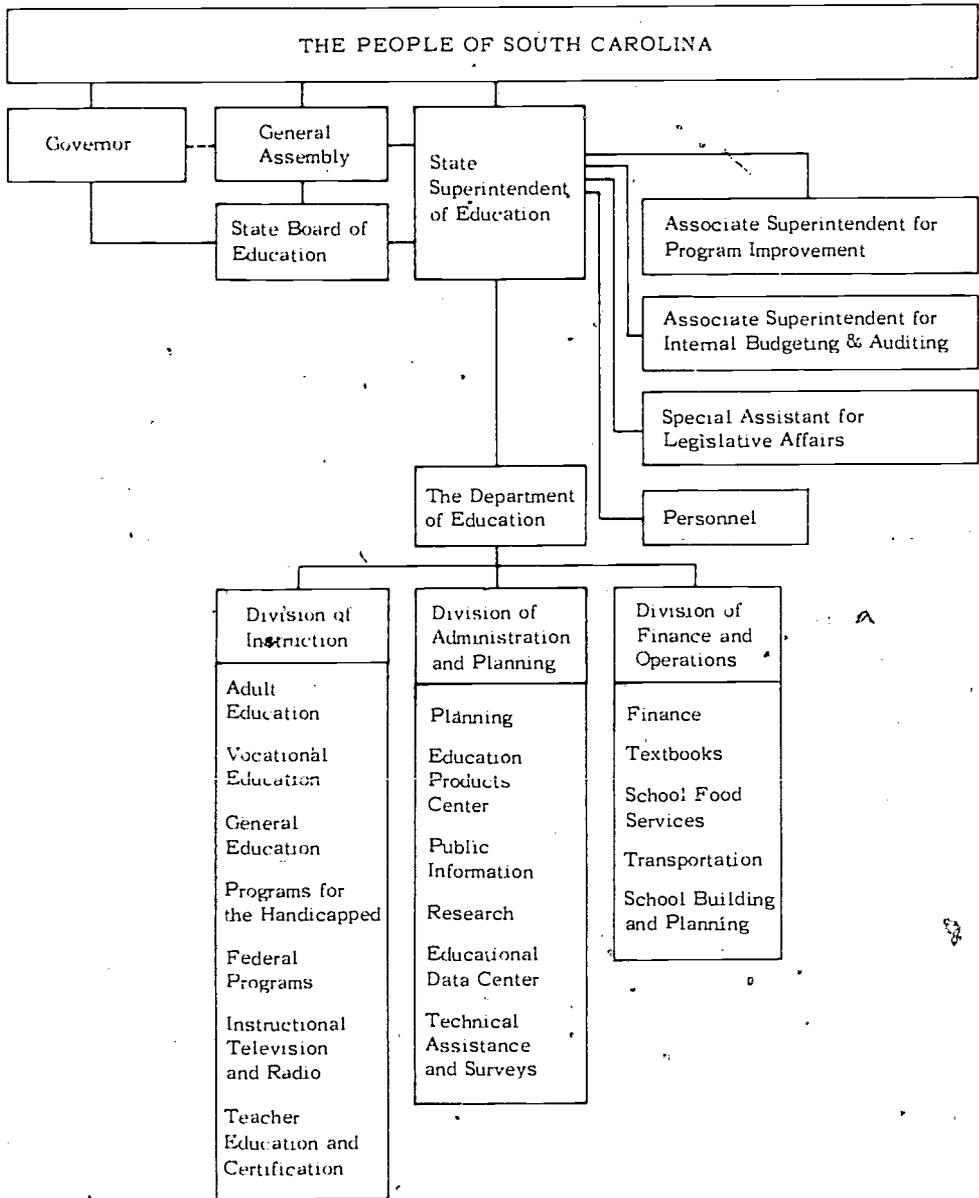 THE PEOPLE OF SOUTH CAROLINA
Governor
General
Assembly
State
Superintendent
of Education
State Board of
Education
Associate Superintendent for
Program Improvement
Associate Superintendent for
Internal Budgeting & Auditing
Special Assistant for
Legislative Affairs
The Department
of Education
Personnel
Division of
Instruction
Adult
Education
Vocational
Education
General
Education
Programs for
the Handicapped
Federal
Programs
Instructional
Television
and Radio
Teacher
Education and
Certification
Division of
Administration
and Planning
Planning
Education
Products
Center
Public
Information
Research
Educational
Data Center
Technical
Assistance
and Surveys
Division of
Finance and
Operations
Finance
Textbooks
School Food
Services
Transportation
School Building
and Planning